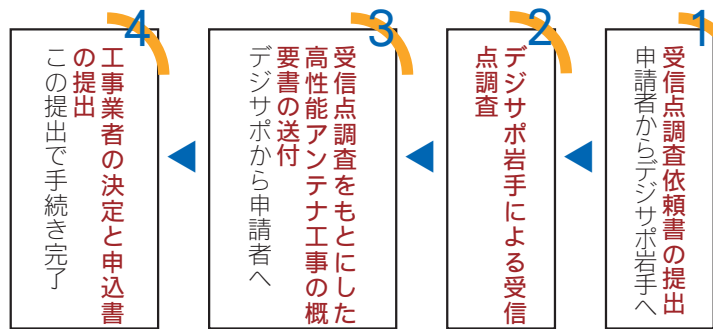 1
受信点調査依頼書の提出
申請者からデジサポ岩手へ
2
デジサポ岩手による受信
点調査
3
受信点調査をもとにした
高性能アンテナ工事の概
要書の送付
デジサポから申請者へ
4
工事業者の決定と申込書
の提出
この提出で手続き完了